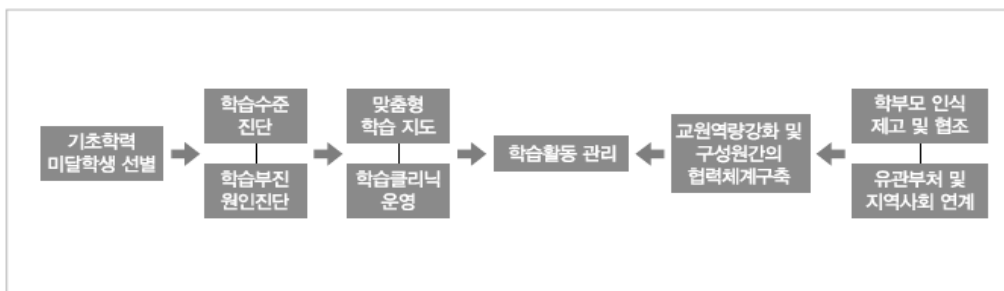 기초학력
미달학생 선별
학습수준
진단
학습부진
원인진단
맞춤형
학습 지도
학습클리닉
운영
학습활동 관리
교원역량강화 및
구성원간의
협력체계구축
학부모 인식
제고 및 협조
유관부처 및
지역사회 연계